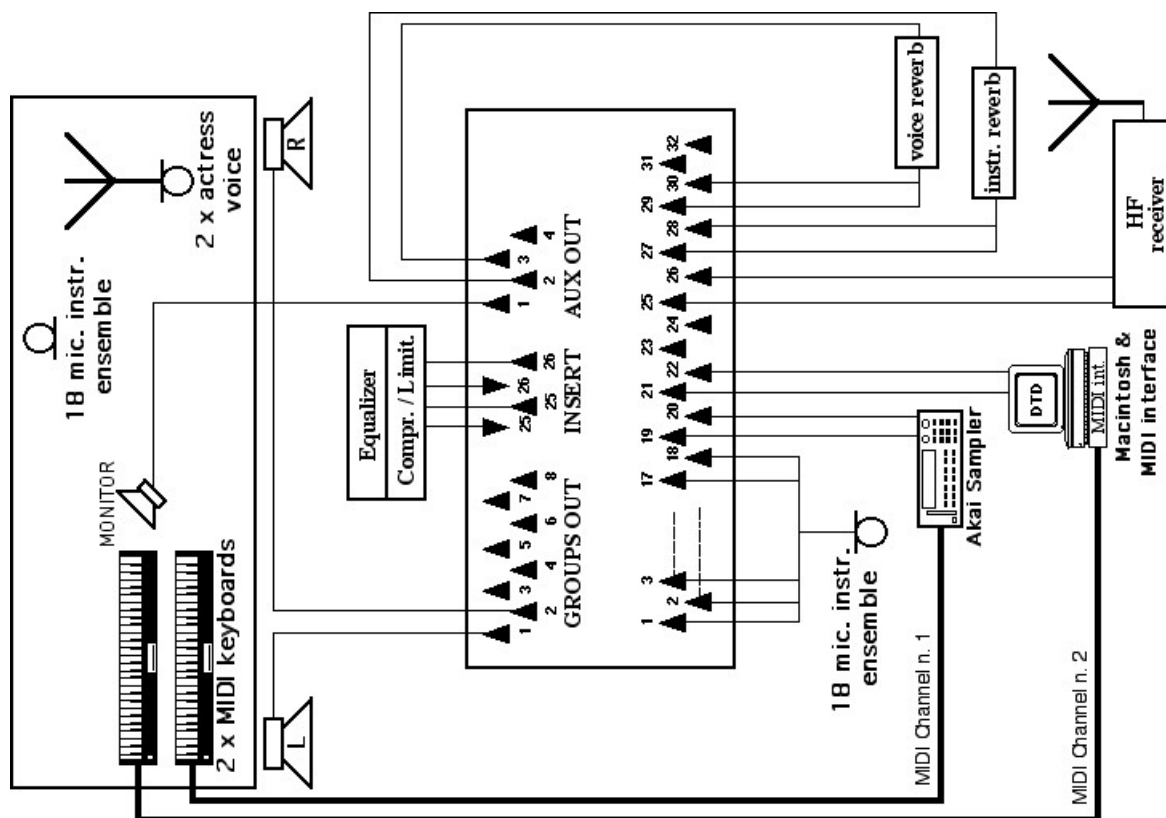 R
2 x actress
voice
18 mic. instr.
ensemble
MONITOR
2 x MIDI keyboards
L
Equalizer
Compr. / Limit.
1
2
3
4
5
6
7
8
GROUPS OUT
25
25
26
26
INSERT
1
2
3
4
AUX OUT
1
2
3
17
18
19
20
21
22
23
24
25
26
27
28
29
30
31
32
voice reverb
instr. reverb
HF
receiver
DTD
MIDI int.
Macintosh &
MIDI interface
Akai Sampler
18 mic. instr.
ensemble
MIDI Channel n. 1
MIDI Channel n. 2